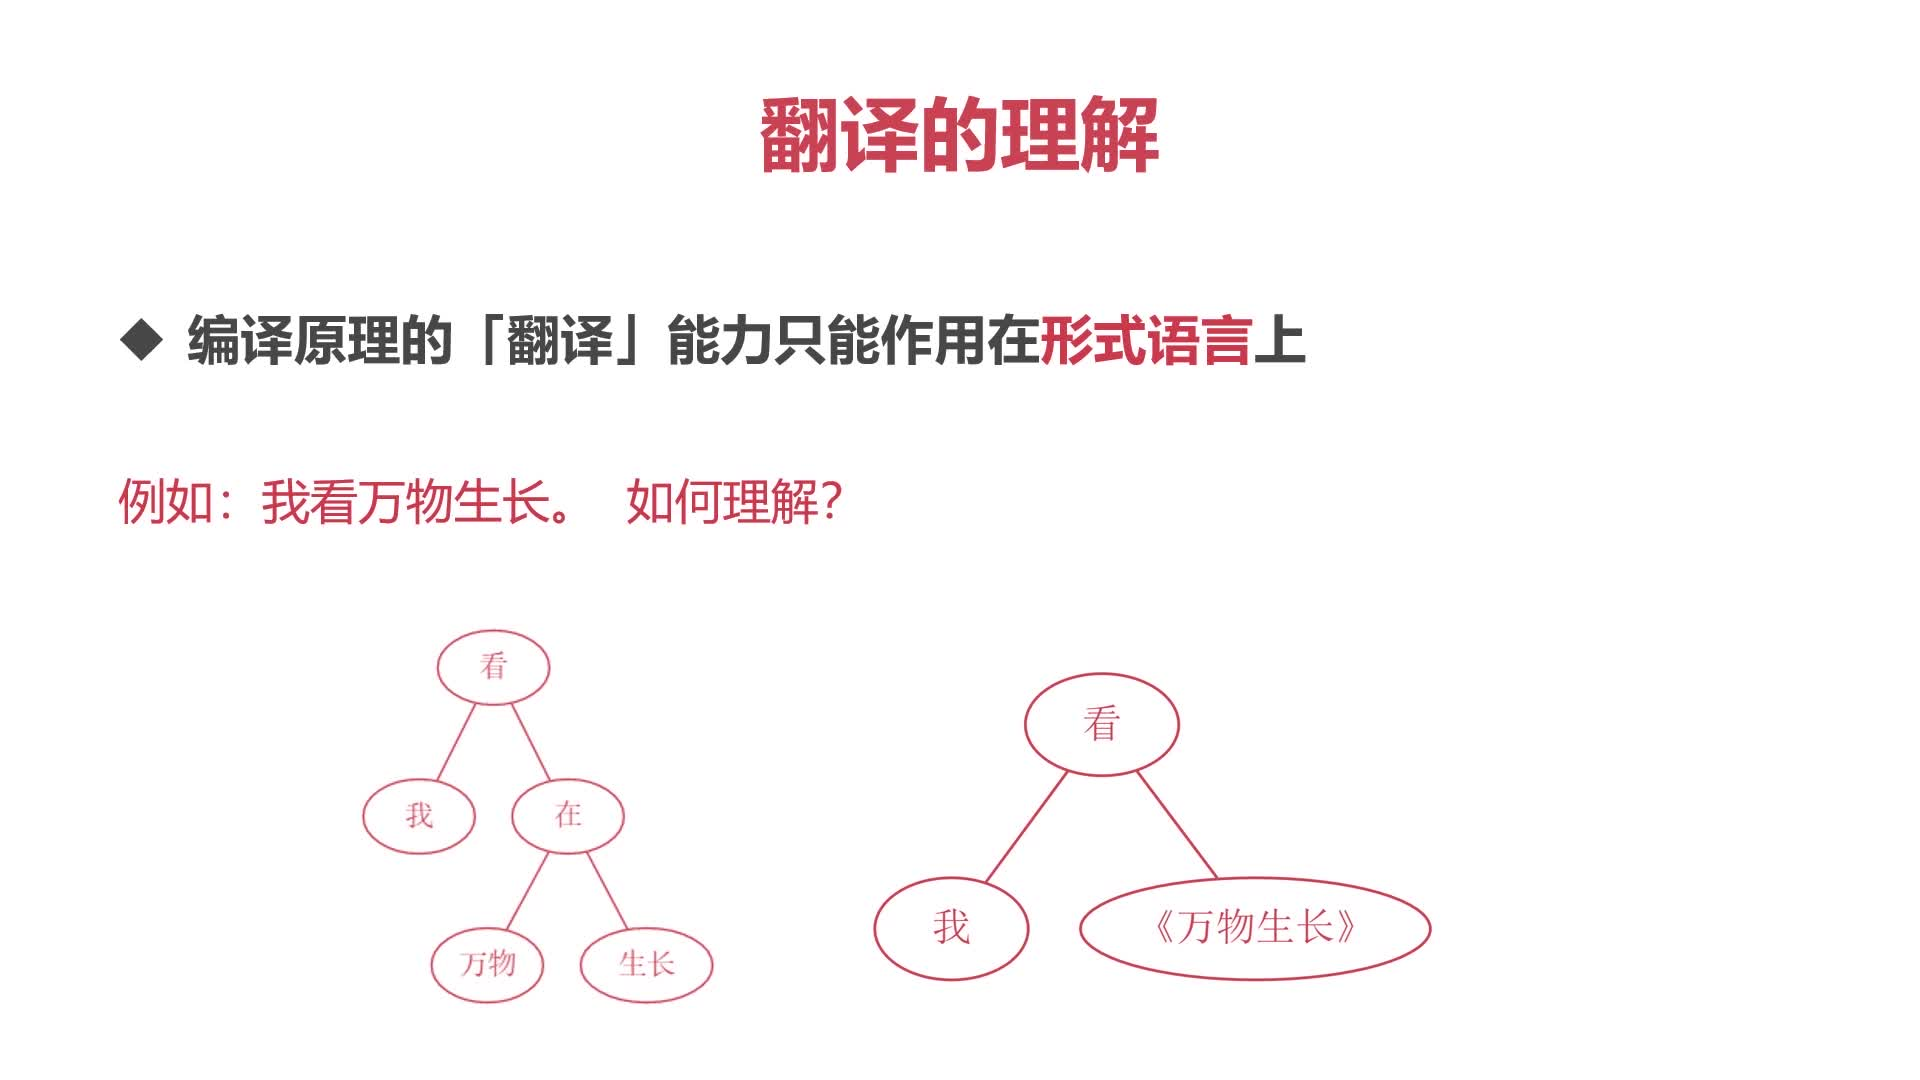 翻译的理解
◆ 编译原理的「翻译」能力只能作用在形式语言上
例如：我看万物生长。 如何理解？
看
我
在
万物
生长
看
我
《万物生长》